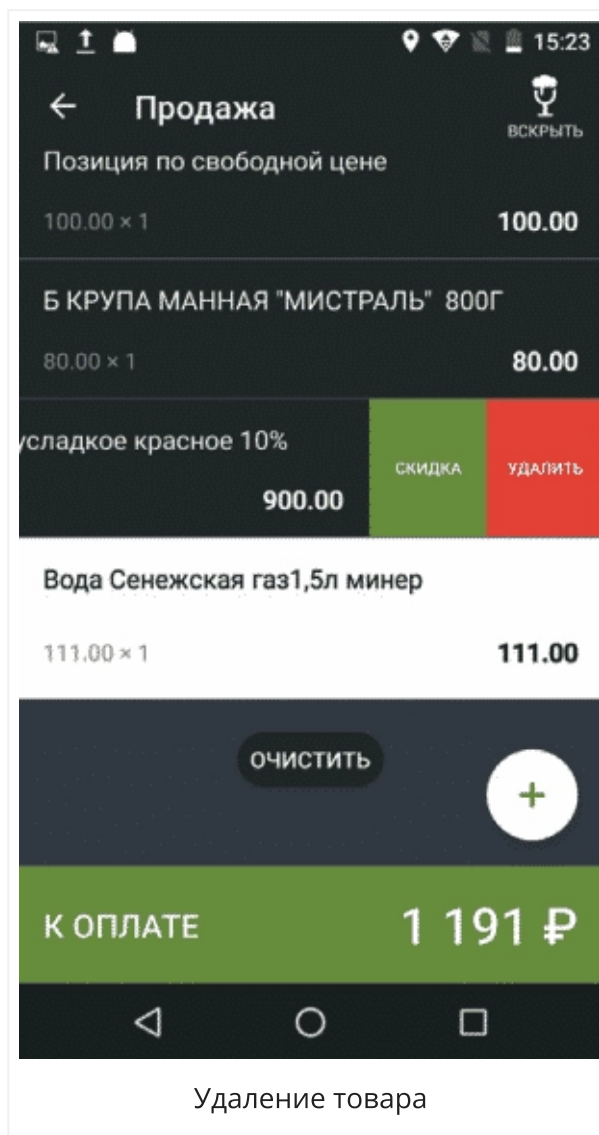 15:23
Продажа
ВСКРЫТЬ
Позиция по свободной цене
100.00 × 1 100.00
Б КРУПА МАННАЯ "МИСТРАЛЬ" 800Г
80.00 × 1 80.00
усладкое красное 10%
900.00
СКИДКА УДАЛИТЬ
Вода Сенежская газ1,5л минер
111.00 × 1 111.00
ОЧИСТИТЬ
+
К ОПЛАТЕ 1 191 ₽
Удаление товара